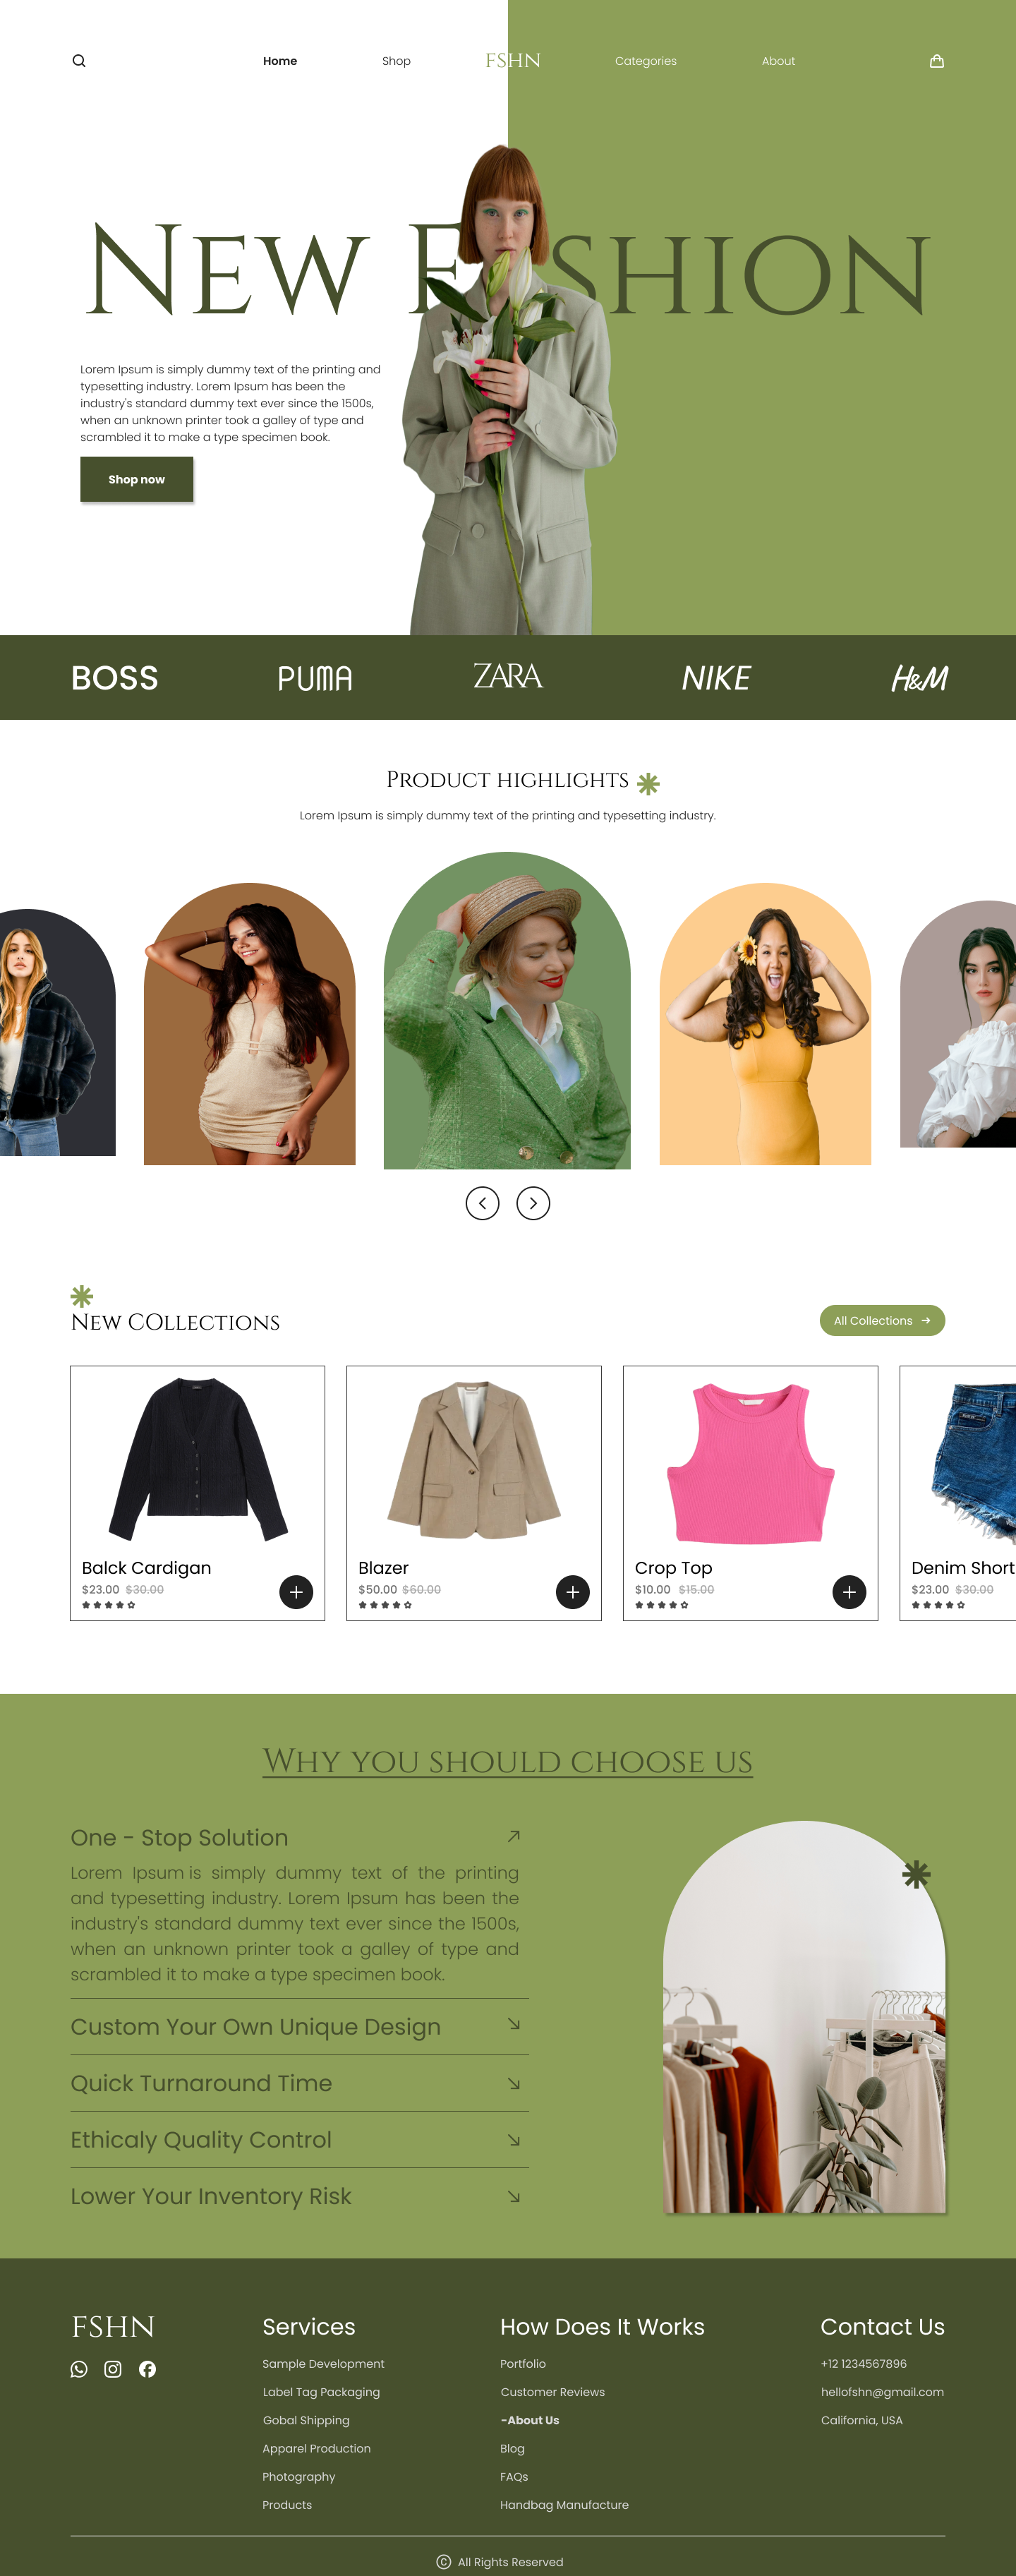 Home Shop FSHN Categories About
New F SHION
Lorem Ipsum is simply dummy text of the printing and
typesetting industry. Lorem Ipsum has been the
industry's standard dummy text ever since the 1500s,
when an unknown printer took a galley of type and
scrambled it to make a type specimen book.
Shop now
BOSS PUMA ZARA NIKE H&M
Product highlights
Lorem Ipsum is simply dummy text of the printing and typesetting industry.
New COllections
All Collections
Balck Cardigan
$23.00 $30.00
Blazer
$50.00 $60.00
Crop Top
$10.00 $15.00
Denim Short
$23.00 $30.00
Why you should choose us
One - Stop Solution
Lorem Ipsum is simply dummy text of the printing
and typesetting industry. Lorem Ipsum has been the
industry's standard dummy text ever since the 1500s,
when an unknown printer took a galley of type and
scrambled it to make a type specimen book.
Custom Your Own Unique Design
Quick Turnaround Time
Ethicaly Quality Control
Lower Your Inventory Risk
FSHN
Services
Sample Development
Label Tag Packaging
Gobal Shipping
Apparel Production
Photography
Products
How Does It Works
Portfolio
Customer Reviews
-About Us
Blog
FAQs
Handbag Manufacture
Contact Us
+12 1234567896
hellofshn@gmail.com
California, USA
© All Rights Reserved